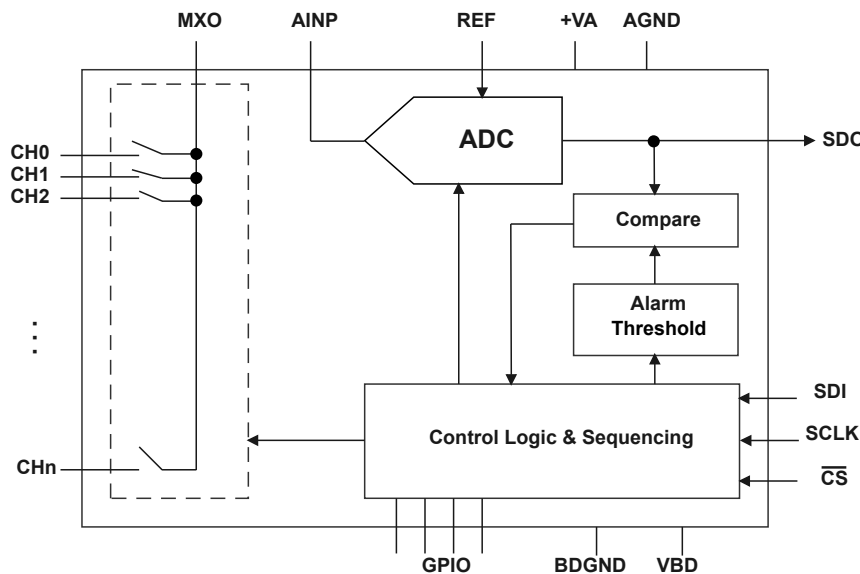 MXO AINP REF +VA AGND
ADC
SDO
CH0
CH1
CH2
Compare
Alarm
Threshold
SDI
Control Logic & Sequencing
SCLK
CHn
CS
GPIO BDGND VBD